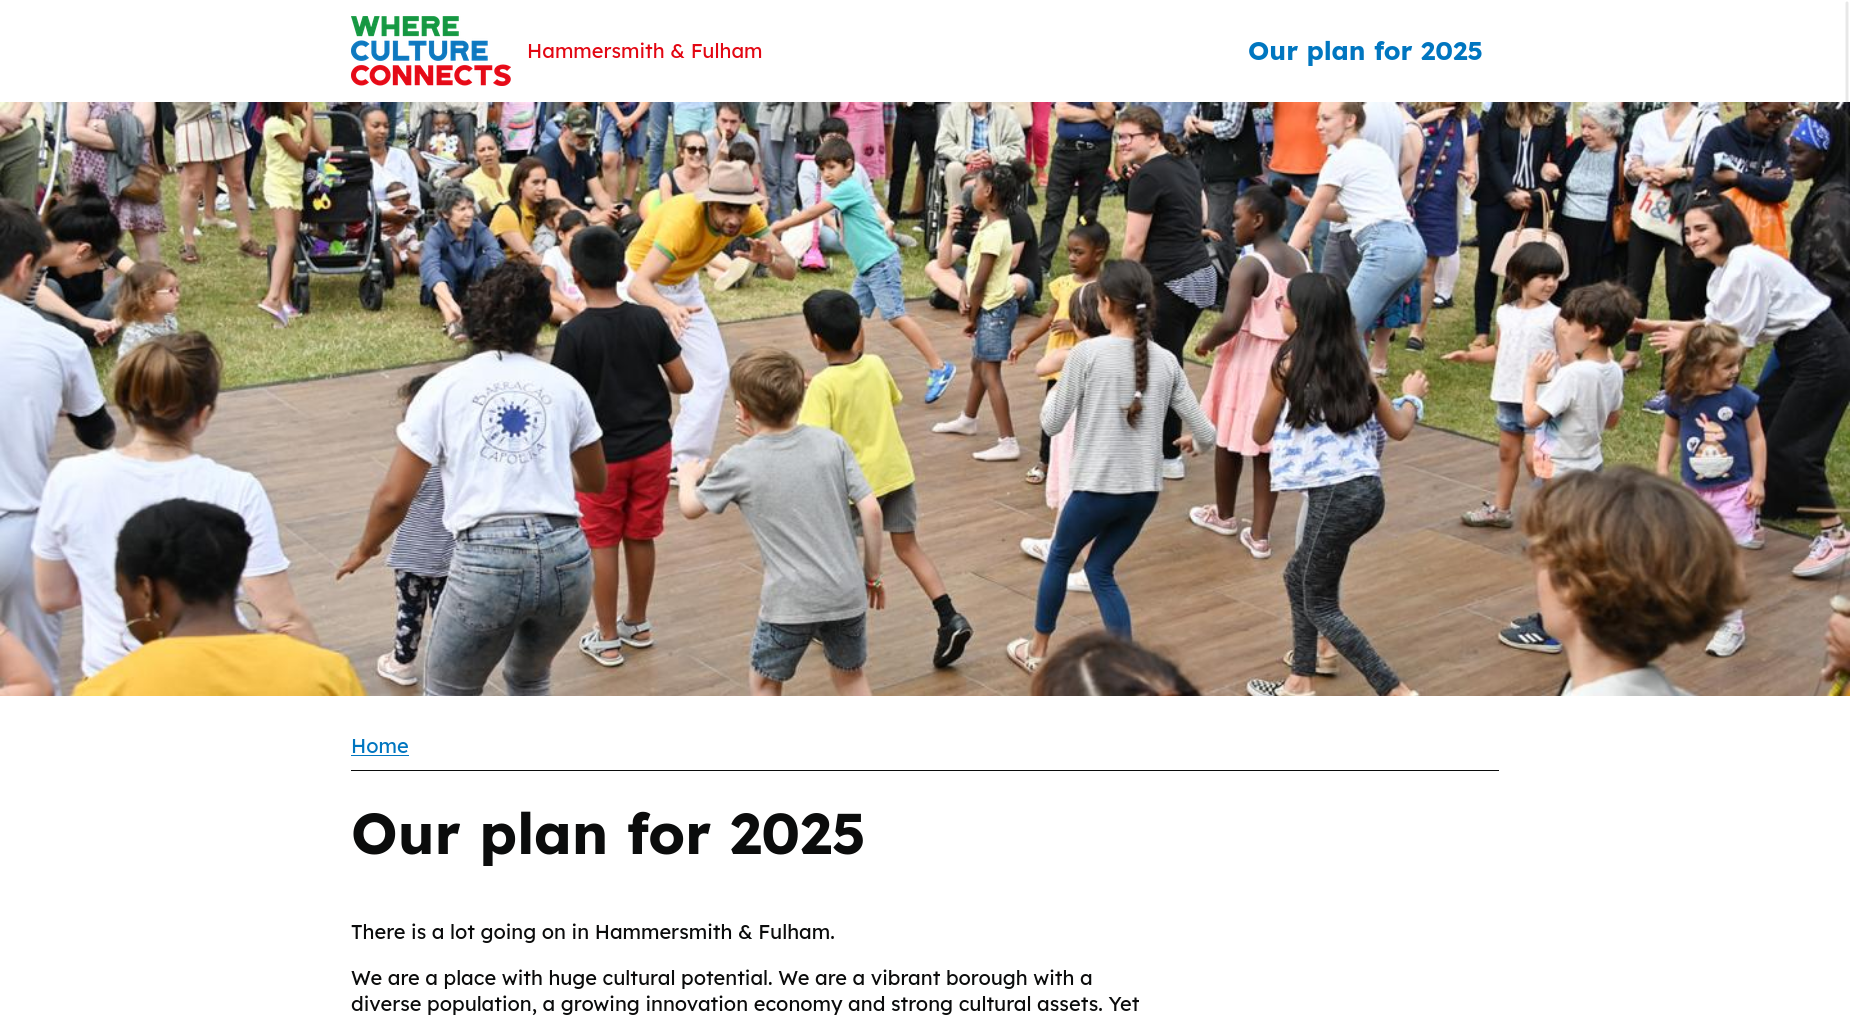 WHERE
CULTURE
CONNECTS
Hammersmith & Fulham
Our plan for 2025
h&f
BARRACÃO
CAPOEIRA
Home
Our plan for 2025
There is a lot going on in Hammersmith & Fulham.
We are a place with huge cultural potential. We are a vibrant borough with a
diverse population, a growing innovation economy and strong cultural assets. Yet